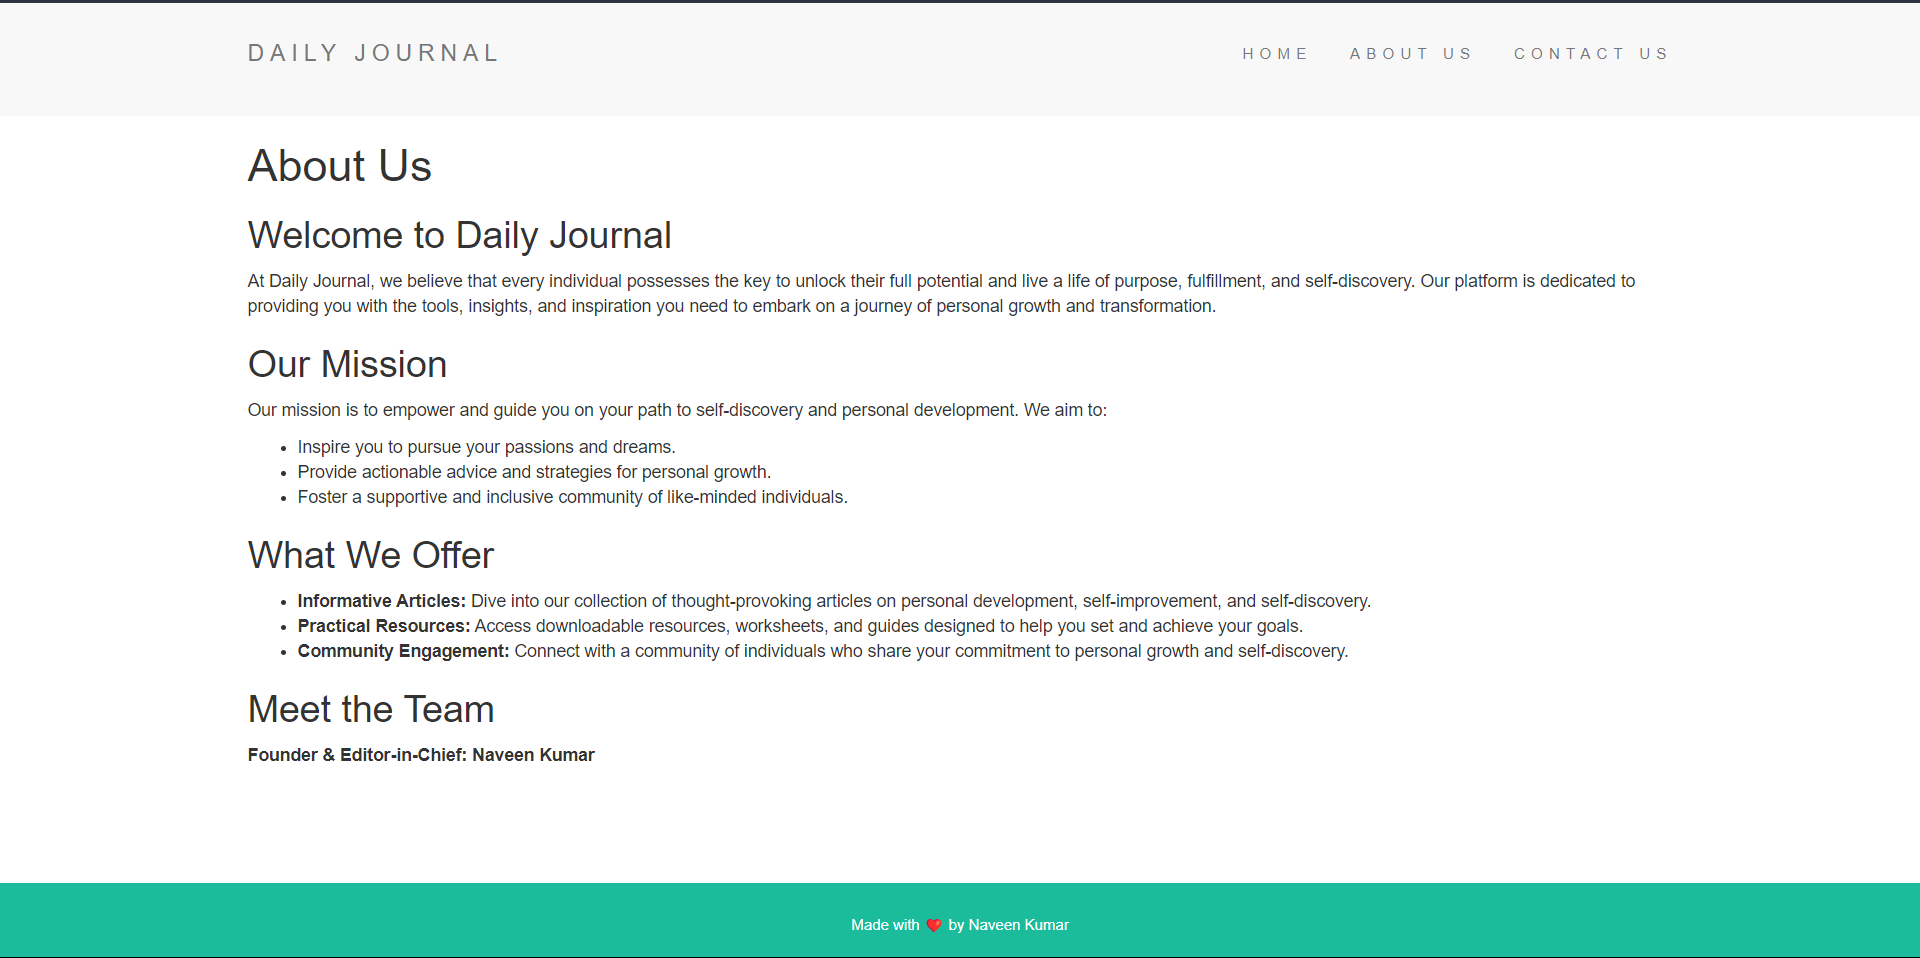 DAILY JOURNAL
HOME ABOUT US CONTACT US
About Us
Welcome to Daily Journal
At Daily Journal, we believe that every individual possesses the key to unlock their full potential and live a life of purpose, fulfillment, and self-discovery. Our platform is dedicated to
providing you with the tools, insights, and inspiration you need to embark on a journey of personal growth and transformation.
Our Mission
Our mission is to empower and guide you on your path to self-discovery and personal development. We aim to:
• Inspire you to pursue your passions and dreams.
• Provide actionable advice and strategies for personal growth.
• Foster a supportive and inclusive community of like-minded individuals.
What We Offer
• Informative Articles: Dive into our collection of thought-provoking articles on personal development, self-improvement, and self-discovery.
• Practical Resources: Access downloadable resources, worksheets, and guides designed to help you set and achieve your goals.
• Community Engagement: Connect with a community of individuals who share your commitment to personal growth and self-discovery.
Meet the Team
Founder & Editor-in-Chief: Naveen Kumar
Made with ❤️ by Naveen Kumar